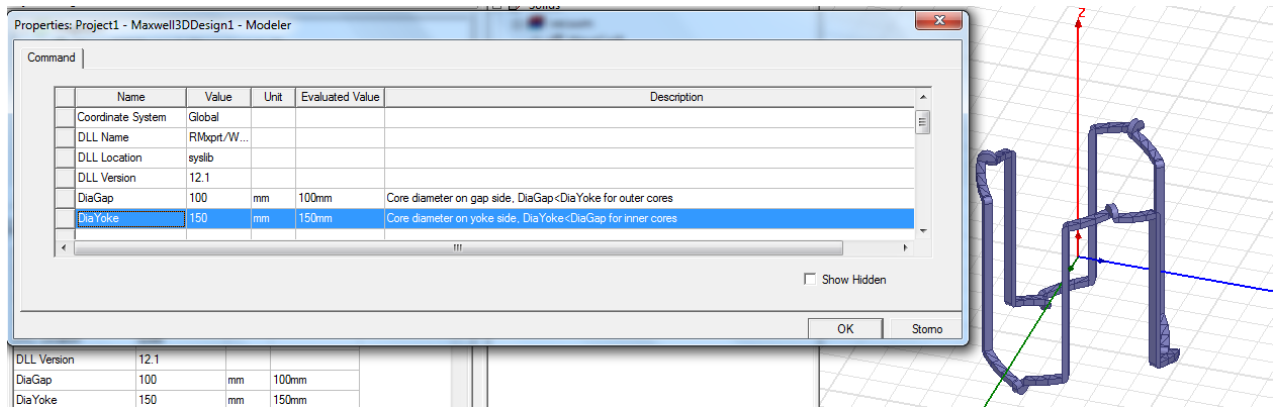 Solids
Properties: Project1 - Maxwell3DDesign1 - Modeler
Command
Name Value Unit Evaluated Value Description
Coordinate System Global
DLL Name RMxprt/W...
DLL Location syslib
DLL Version 12.1
DiaGap 100 mm 100mm Core diameter on gap side, DiaGap<DiaYoke for outer cores
DiaYoke 150 mm 150mm Core diameter on yoke side, DiaYoke<DiaGap for inner cores
Show Hidden
OK Storno
DLL Version 12.1
DiaGap 100 mm 100mm
DiaYoke 150 mm 150mm
Z